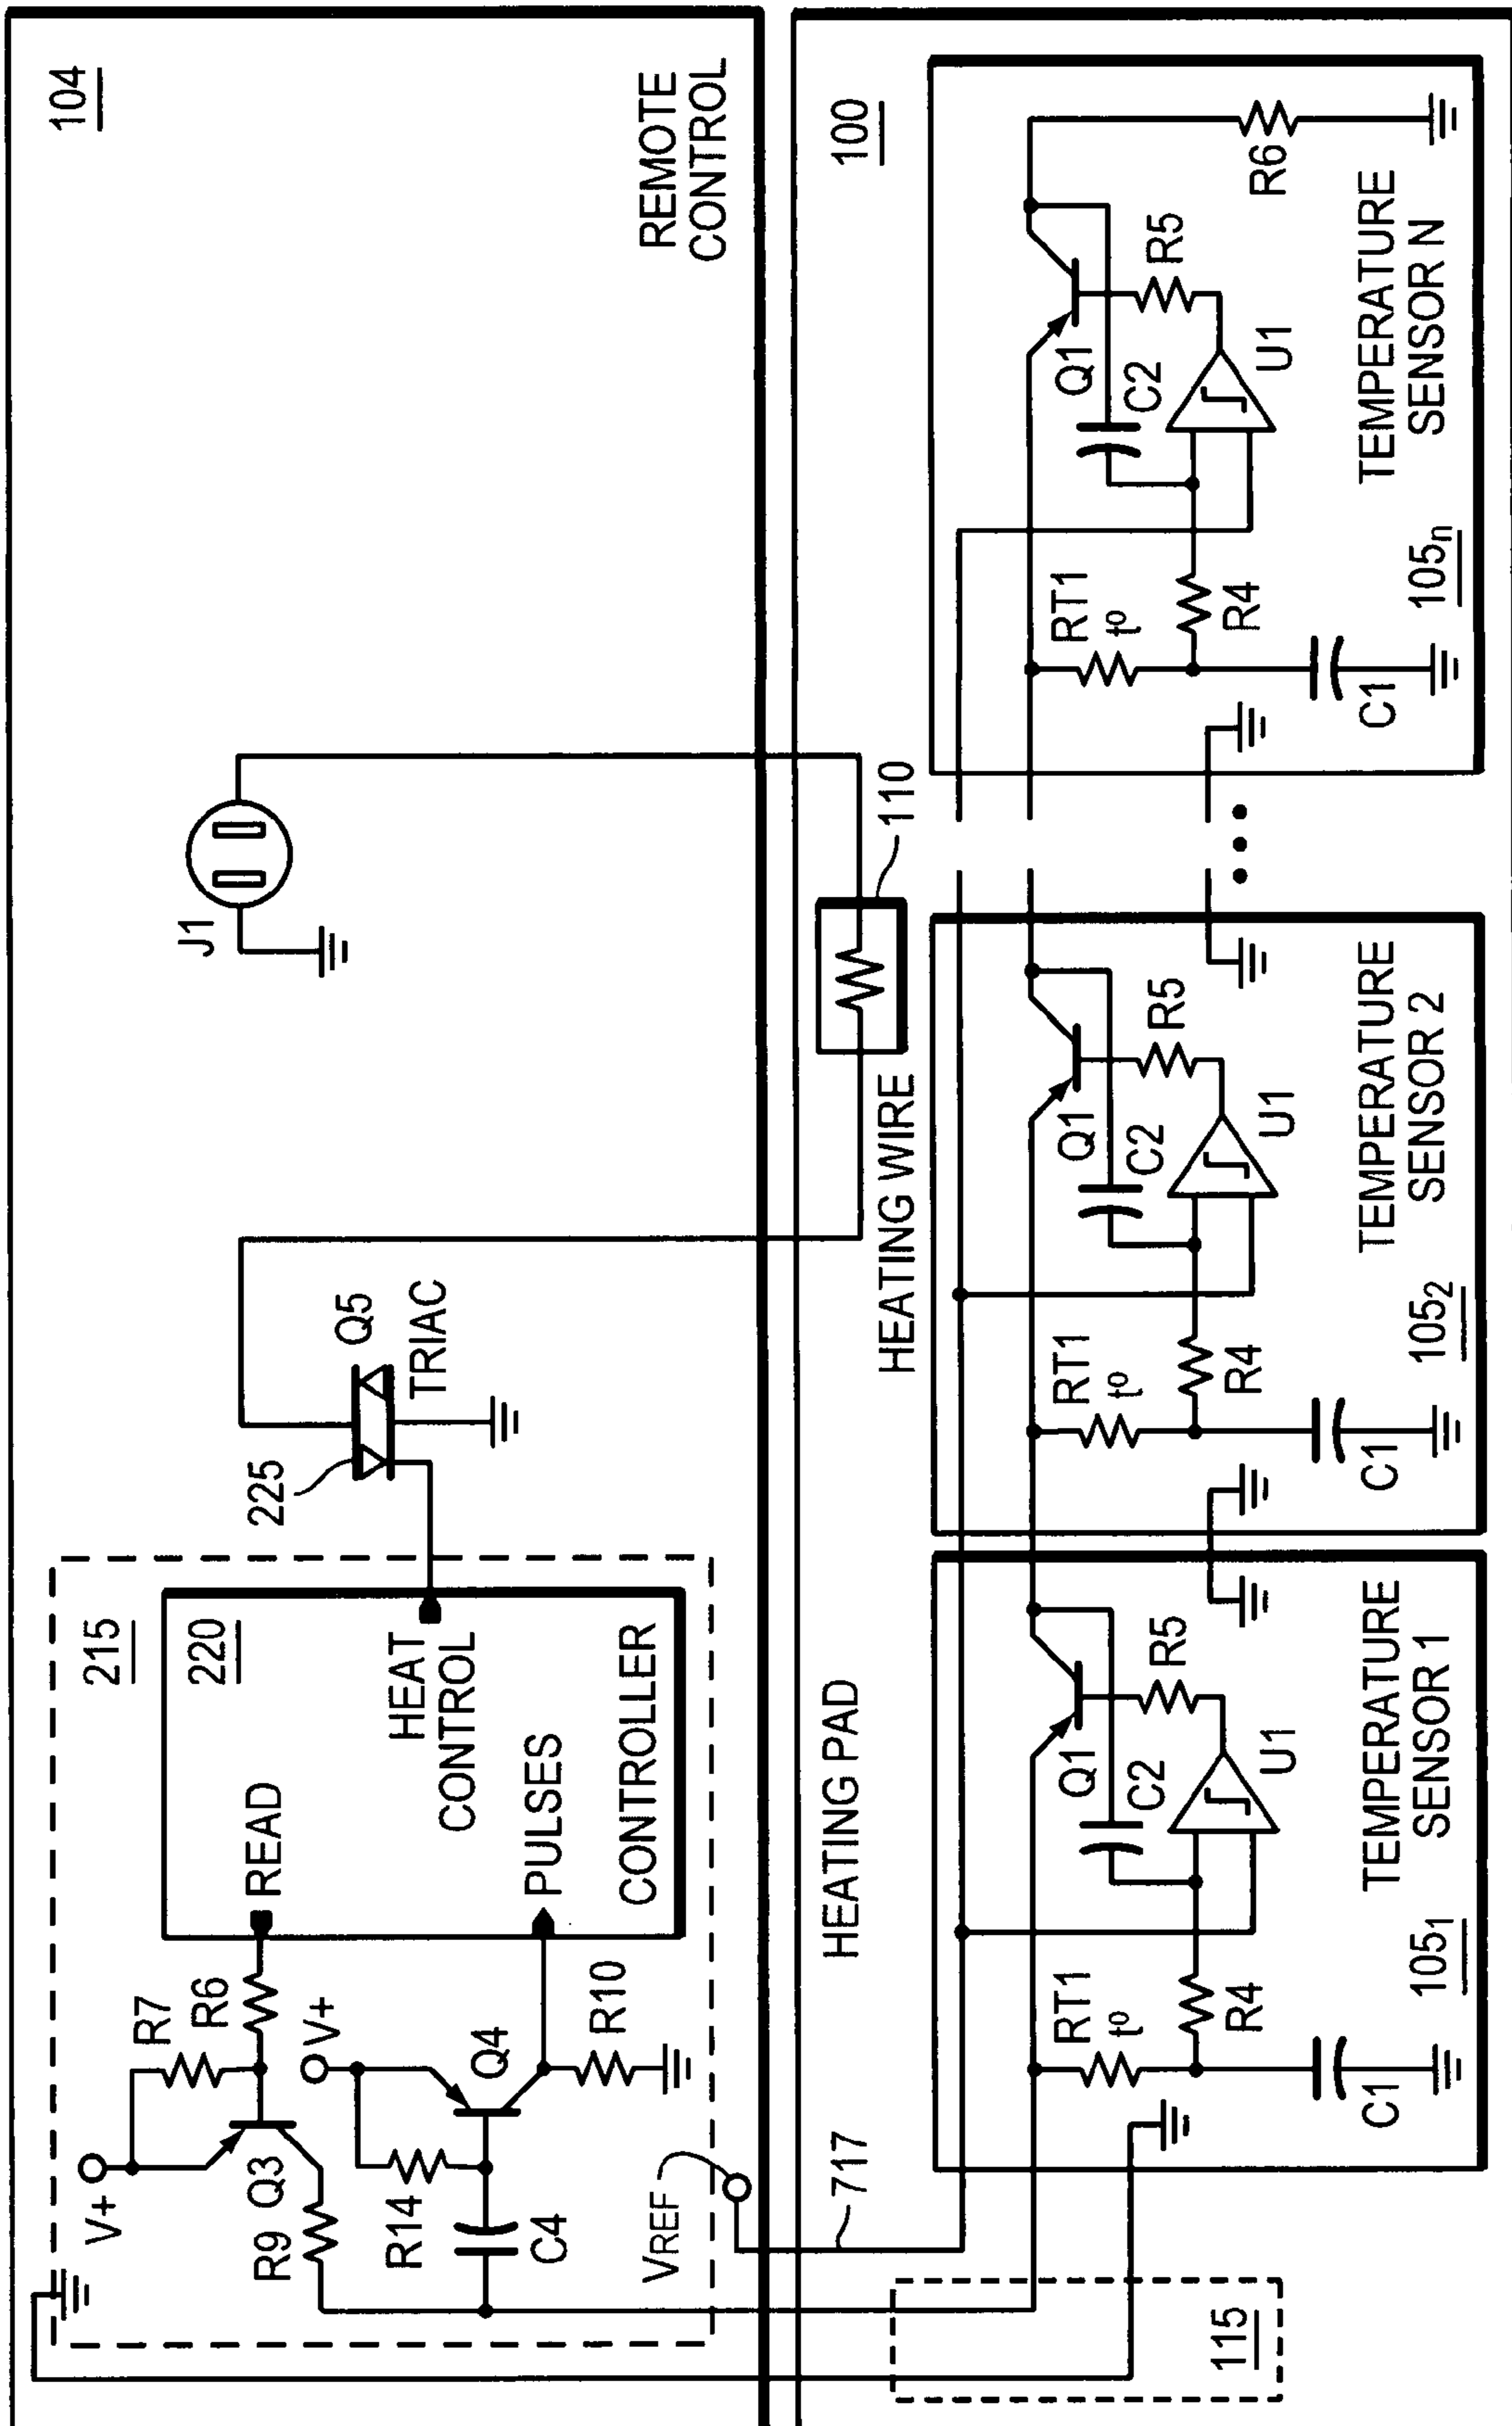 104
REMOTE
CONTROL
215
220
READ
HEAT
CONTROL
PULSES
CONTROLLER
V+
R7
R6
Q3
R9
V+
R14
Q4
C4
R10
VREF
225
Q5
TRIAC
J1
717
115
HEATING PAD
HEATING WIRE
110
100
RT1
t°
R4
C1
Q1
C2
R5
U1
TEMPERATURE
SENSOR 1
105₁
RT1
t°
R4
C1
Q1
C2
R5
U1
TEMPERATURE
SENSOR 2
105₂
RT1
t°
R4
C1
Q1
C2
R5
U1
R6
TEMPERATURE
SENSOR N
105ₙ